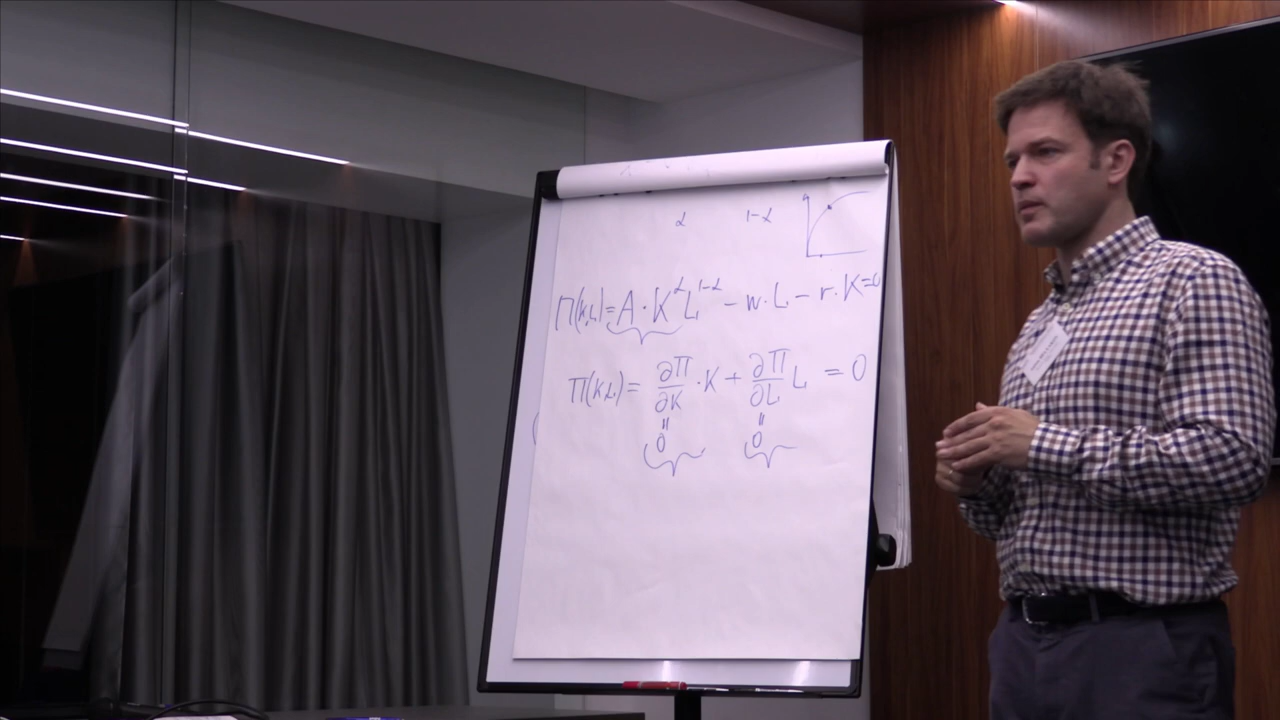 α 1-α
Π(K,L)=A·K^α L^1-α - w·L - r·K=0
Π(K,L)= ∂Π/∂K ·K + ∂Π/∂L L = 0
" "
0 0